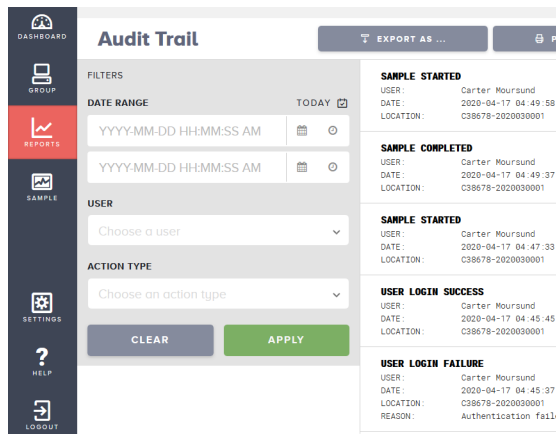 DASHBOARD
GROUP
REPORTS
SAMPLE
SETTINGS
HELP
LOGOUT
Audit Trail
EXPORT AS ...
FILTERS
DATE RANGE TODAY
YYYY-MM-DD HH:MM:SS AM
YYYY-MM-DD HH:MM:SS AM
USER
Choose a user
ACTION TYPE
Choose an action type
CLEAR APPLY
SAMPLE STARTED
USER: Carter Moursund
DATE: 2020-04-17 04:49:58
LOCATION: C38678-2020030001
SAMPLE COMPLETED
USER: Carter Moursund
DATE: 2020-04-17 04:49:37
LOCATION: C38678-2020030001
SAMPLE STARTED
USER: Carter Moursund
DATE: 2020-04-17 04:47:33
LOCATION: C38678-2020030001
USER LOGIN SUCCESS
USER: Carter Moursund
DATE: 2020-04-17 04:45:45
LOCATION: C38678-2020030001
USER LOGIN FAILURE
USER: Carter Moursund
DATE: 2020-04-17 04:45:37
LOCATION: C38678-2020030001
REASON: Authentication